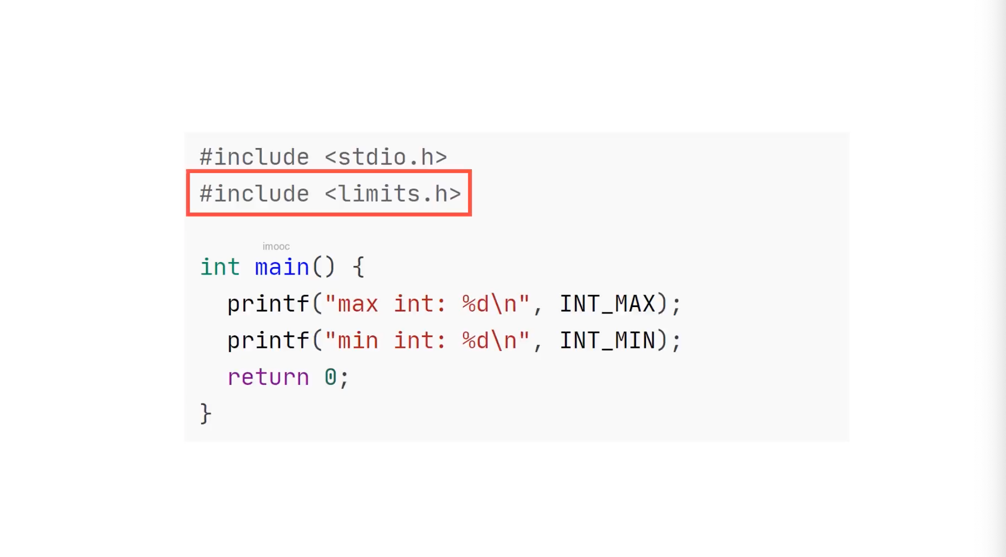 #include <stdio.h>
#include <limits.h>
imooc
int main() {
  printf("max int: %d\n", INT_MAX);
  printf("min int: %d\n", INT_MIN);
  return 0;
}